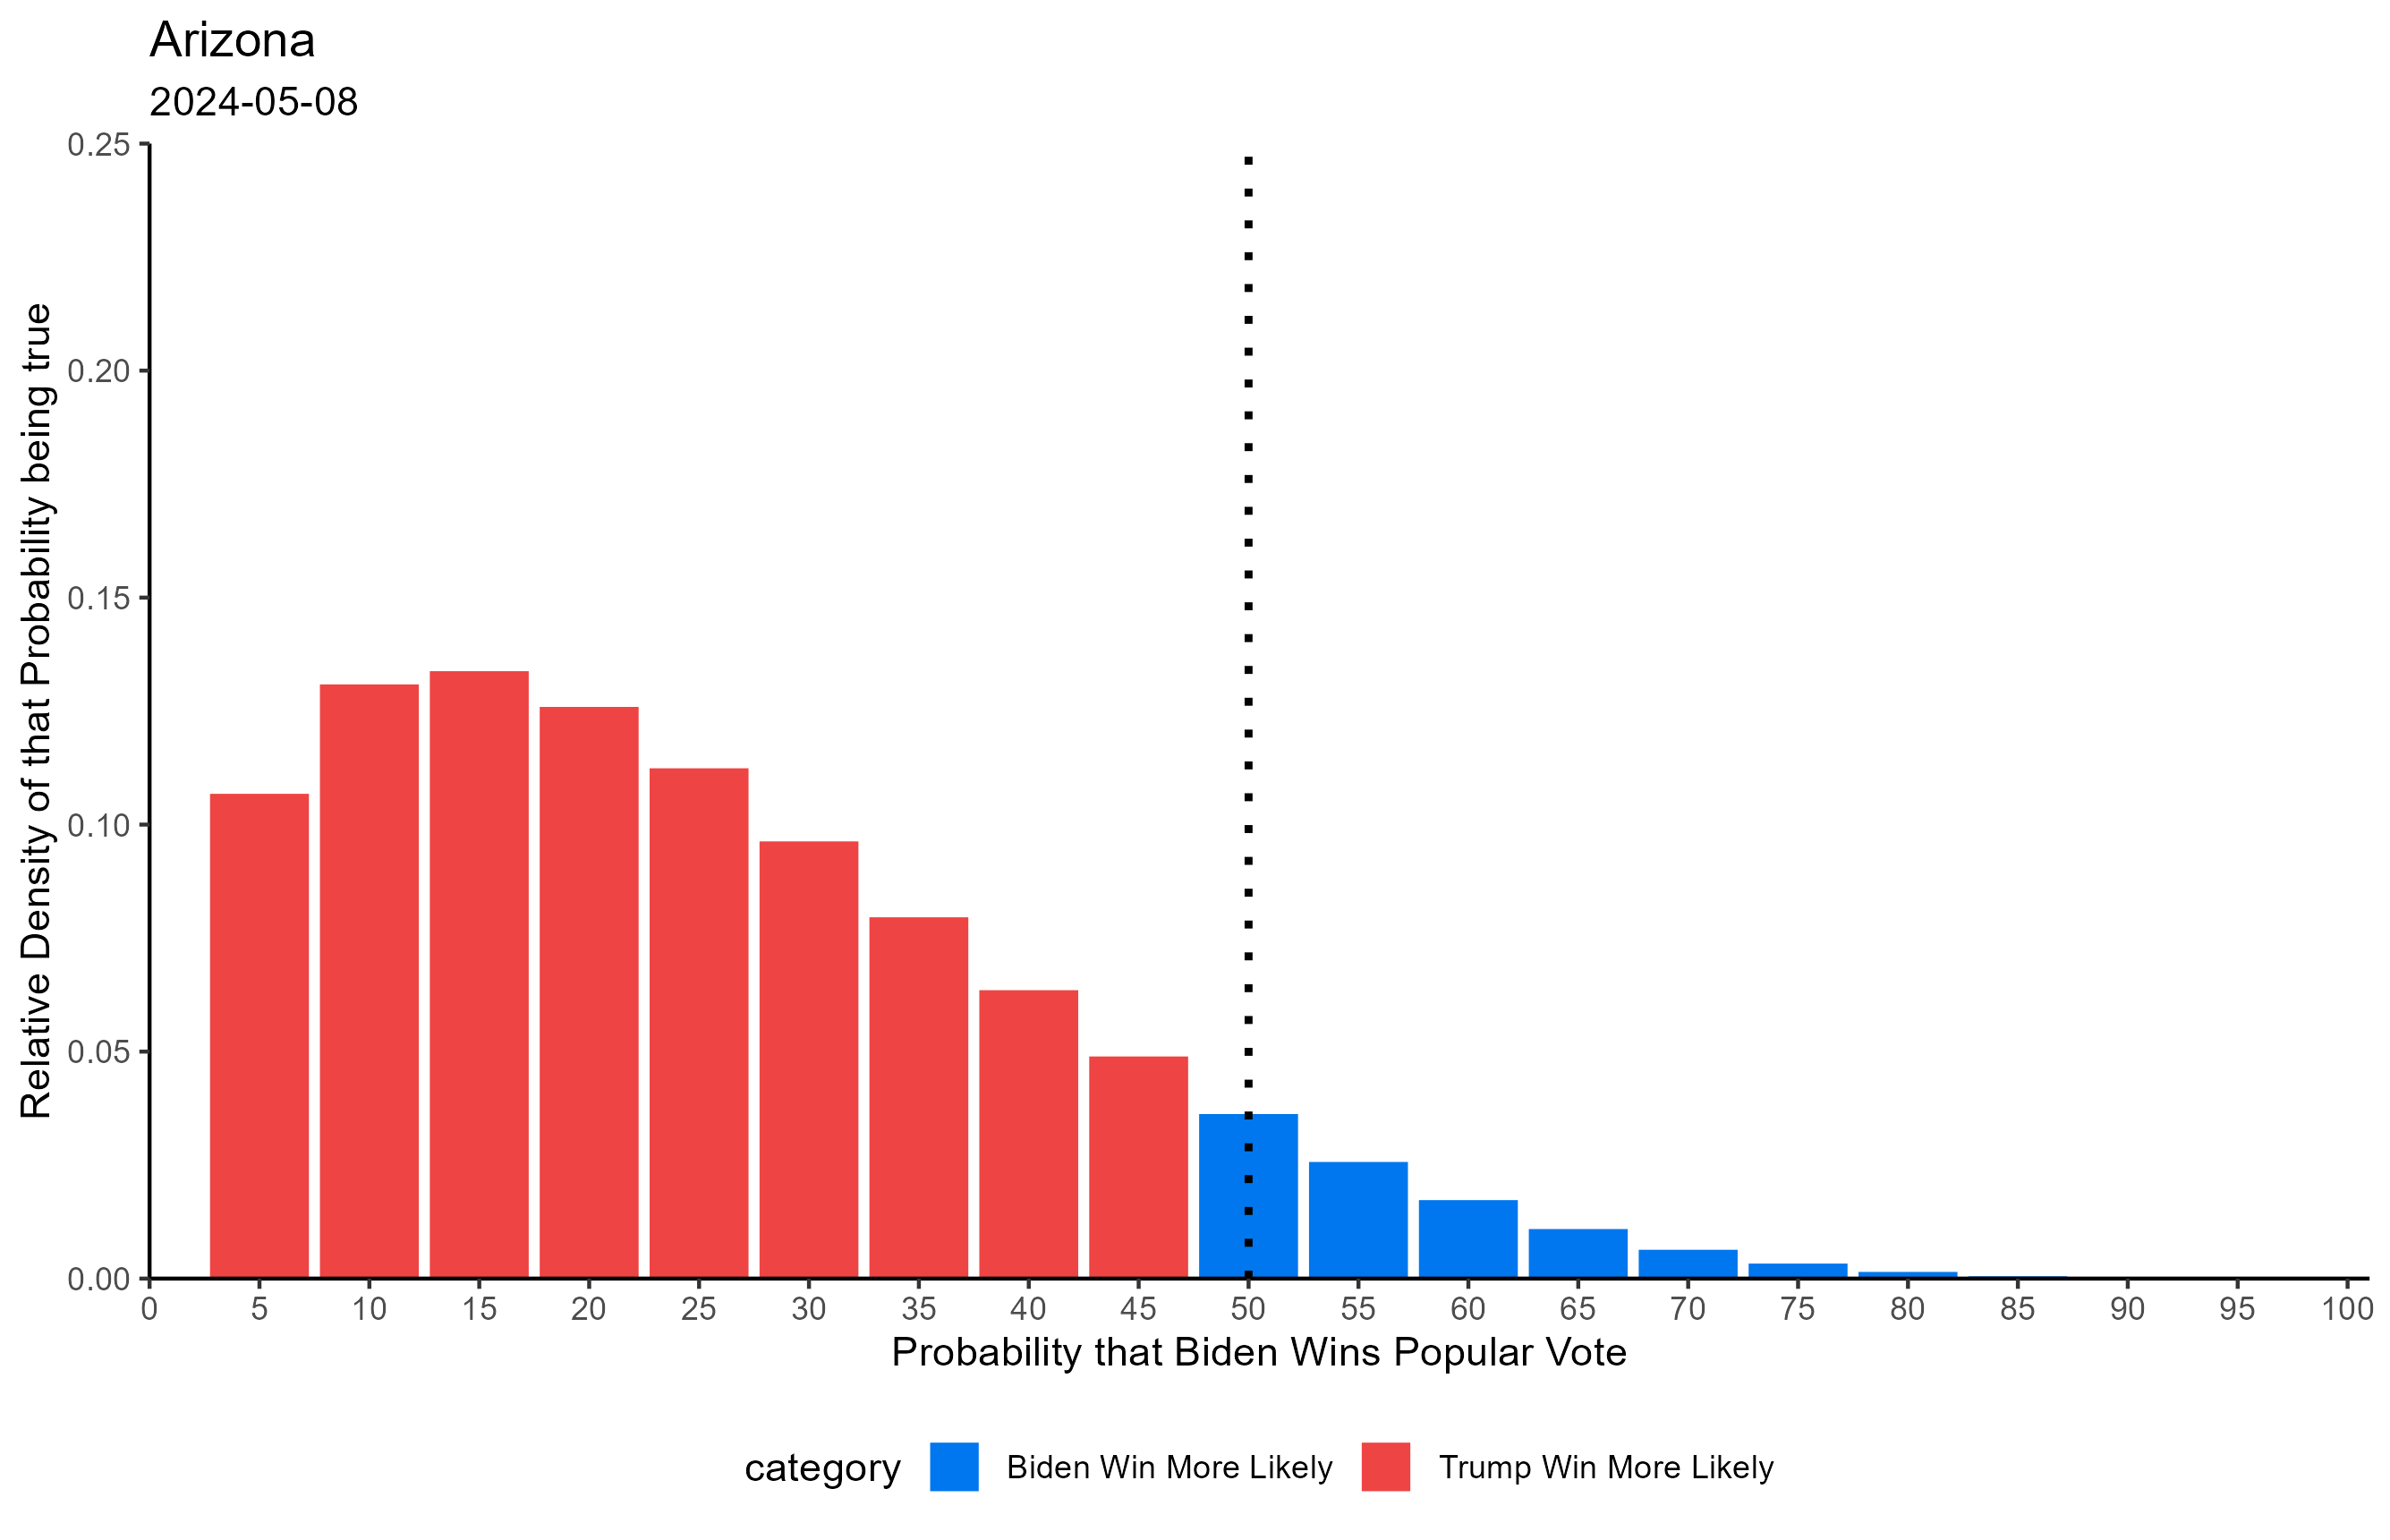 Arizona
2024-05-08
Relative Density of that Probability being true
0.25
0.20
0.15
0.10
0.05
0.00
0 5 10 15 20 25 30 35 40 45 50 55 60 65 70 75 80 85 90 95 100
Probability that Biden Wins Popular Vote
category Biden Win More Likely Trump Win More Likely